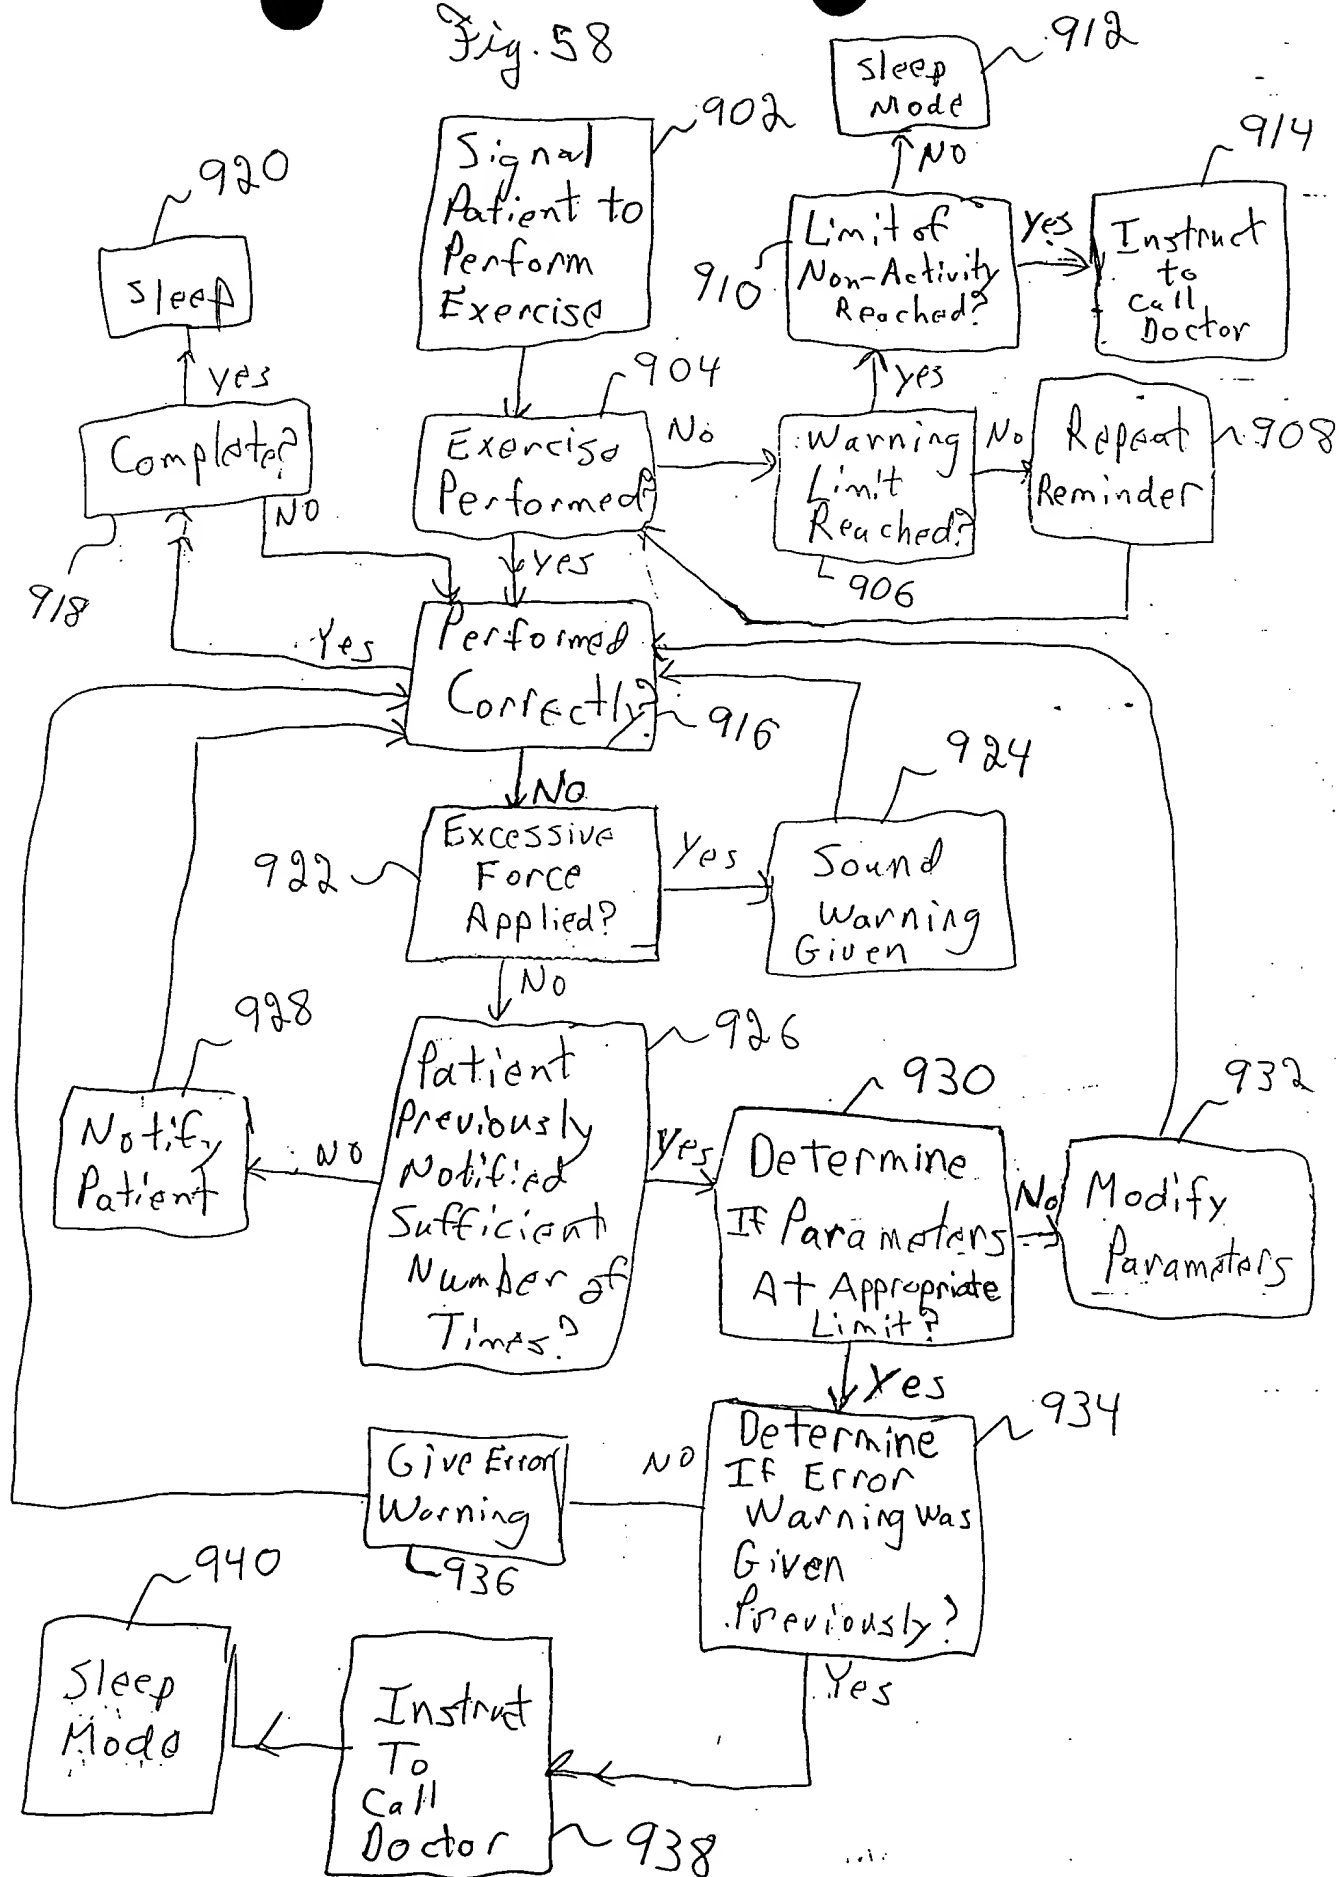 Fig. 58
912
Sleep
Mode
902
Signal
Patient to
Perform
Exercise
NO
914
920
Sleep
910
Limit of
Non-Activity
Reached?
yes
Instruct
to
Call
Doctor
yes
904
yes
Complete?
Exercise
Performed?
No
Warning
Limit
Reached?
No
Repeat
Reminder
908
NO
918
yes
906
Yes
Performed
Correctly?
916
924
No
922
Excessive
Force
Applied?
Yes
Sound
Warning
Given
No
928
926
930
932
Notify
Patient
NO
Patient
Previously
Notified
Sufficient
Number of
Times?
Yes
Determine
If Parameters
At Appropriate
Limit?
No
Modify
Parameters
Yes
934
Give Error
Warning
936
NO
Determine
If Error
Warning Was
Given
Previously?
940
Yes
Sleep
Mode
Instruct
To
Call
Doctor
938